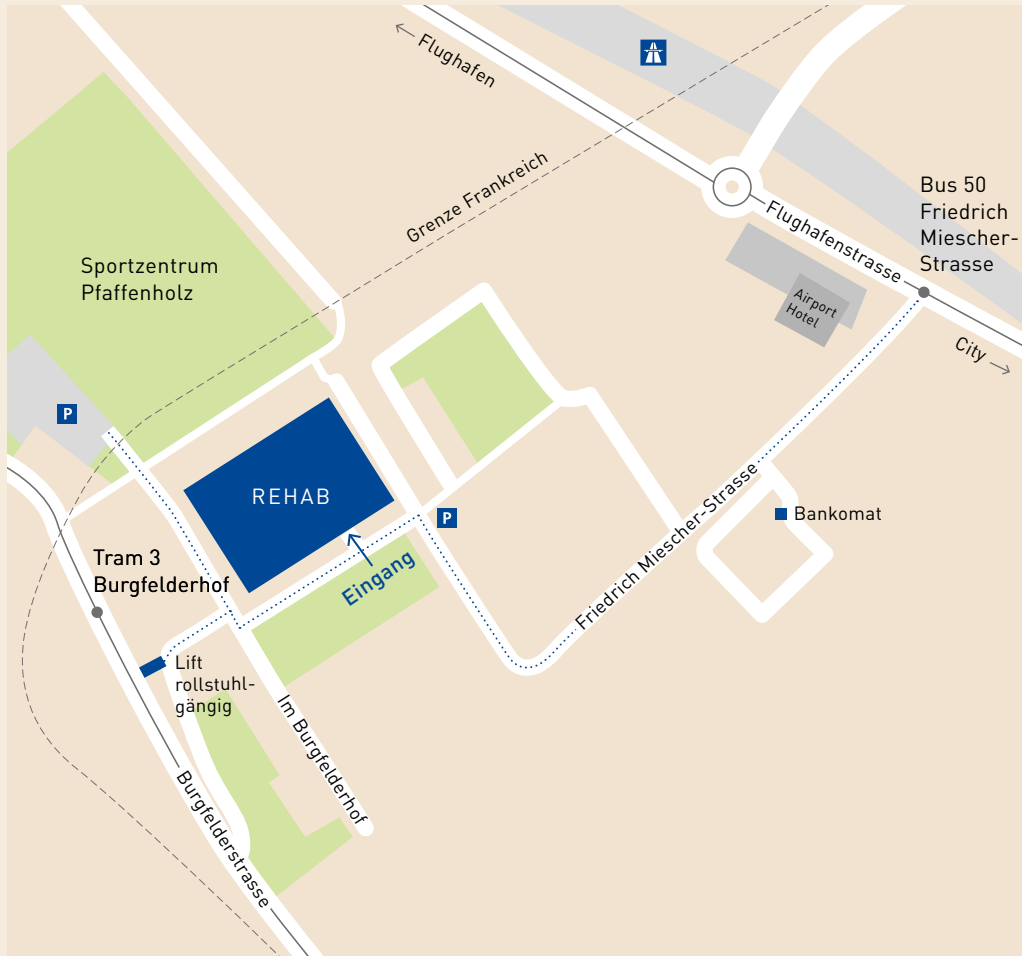 Flughafen
Grenze Frankreich
Bus 50
Friedrich
Miescher-
Strasse
Flughafenstrasse
Sportzentrum
Pfaffenholz
Airport
Hotel
City
P
REHAB
P
Bankomat
Eingang
Tram 3
Burgfelderhof
Friedrich Miescher-Strasse
Lift
rollstuhl-
gängig
Im Burgfelderhof
Burgfelderstrasse